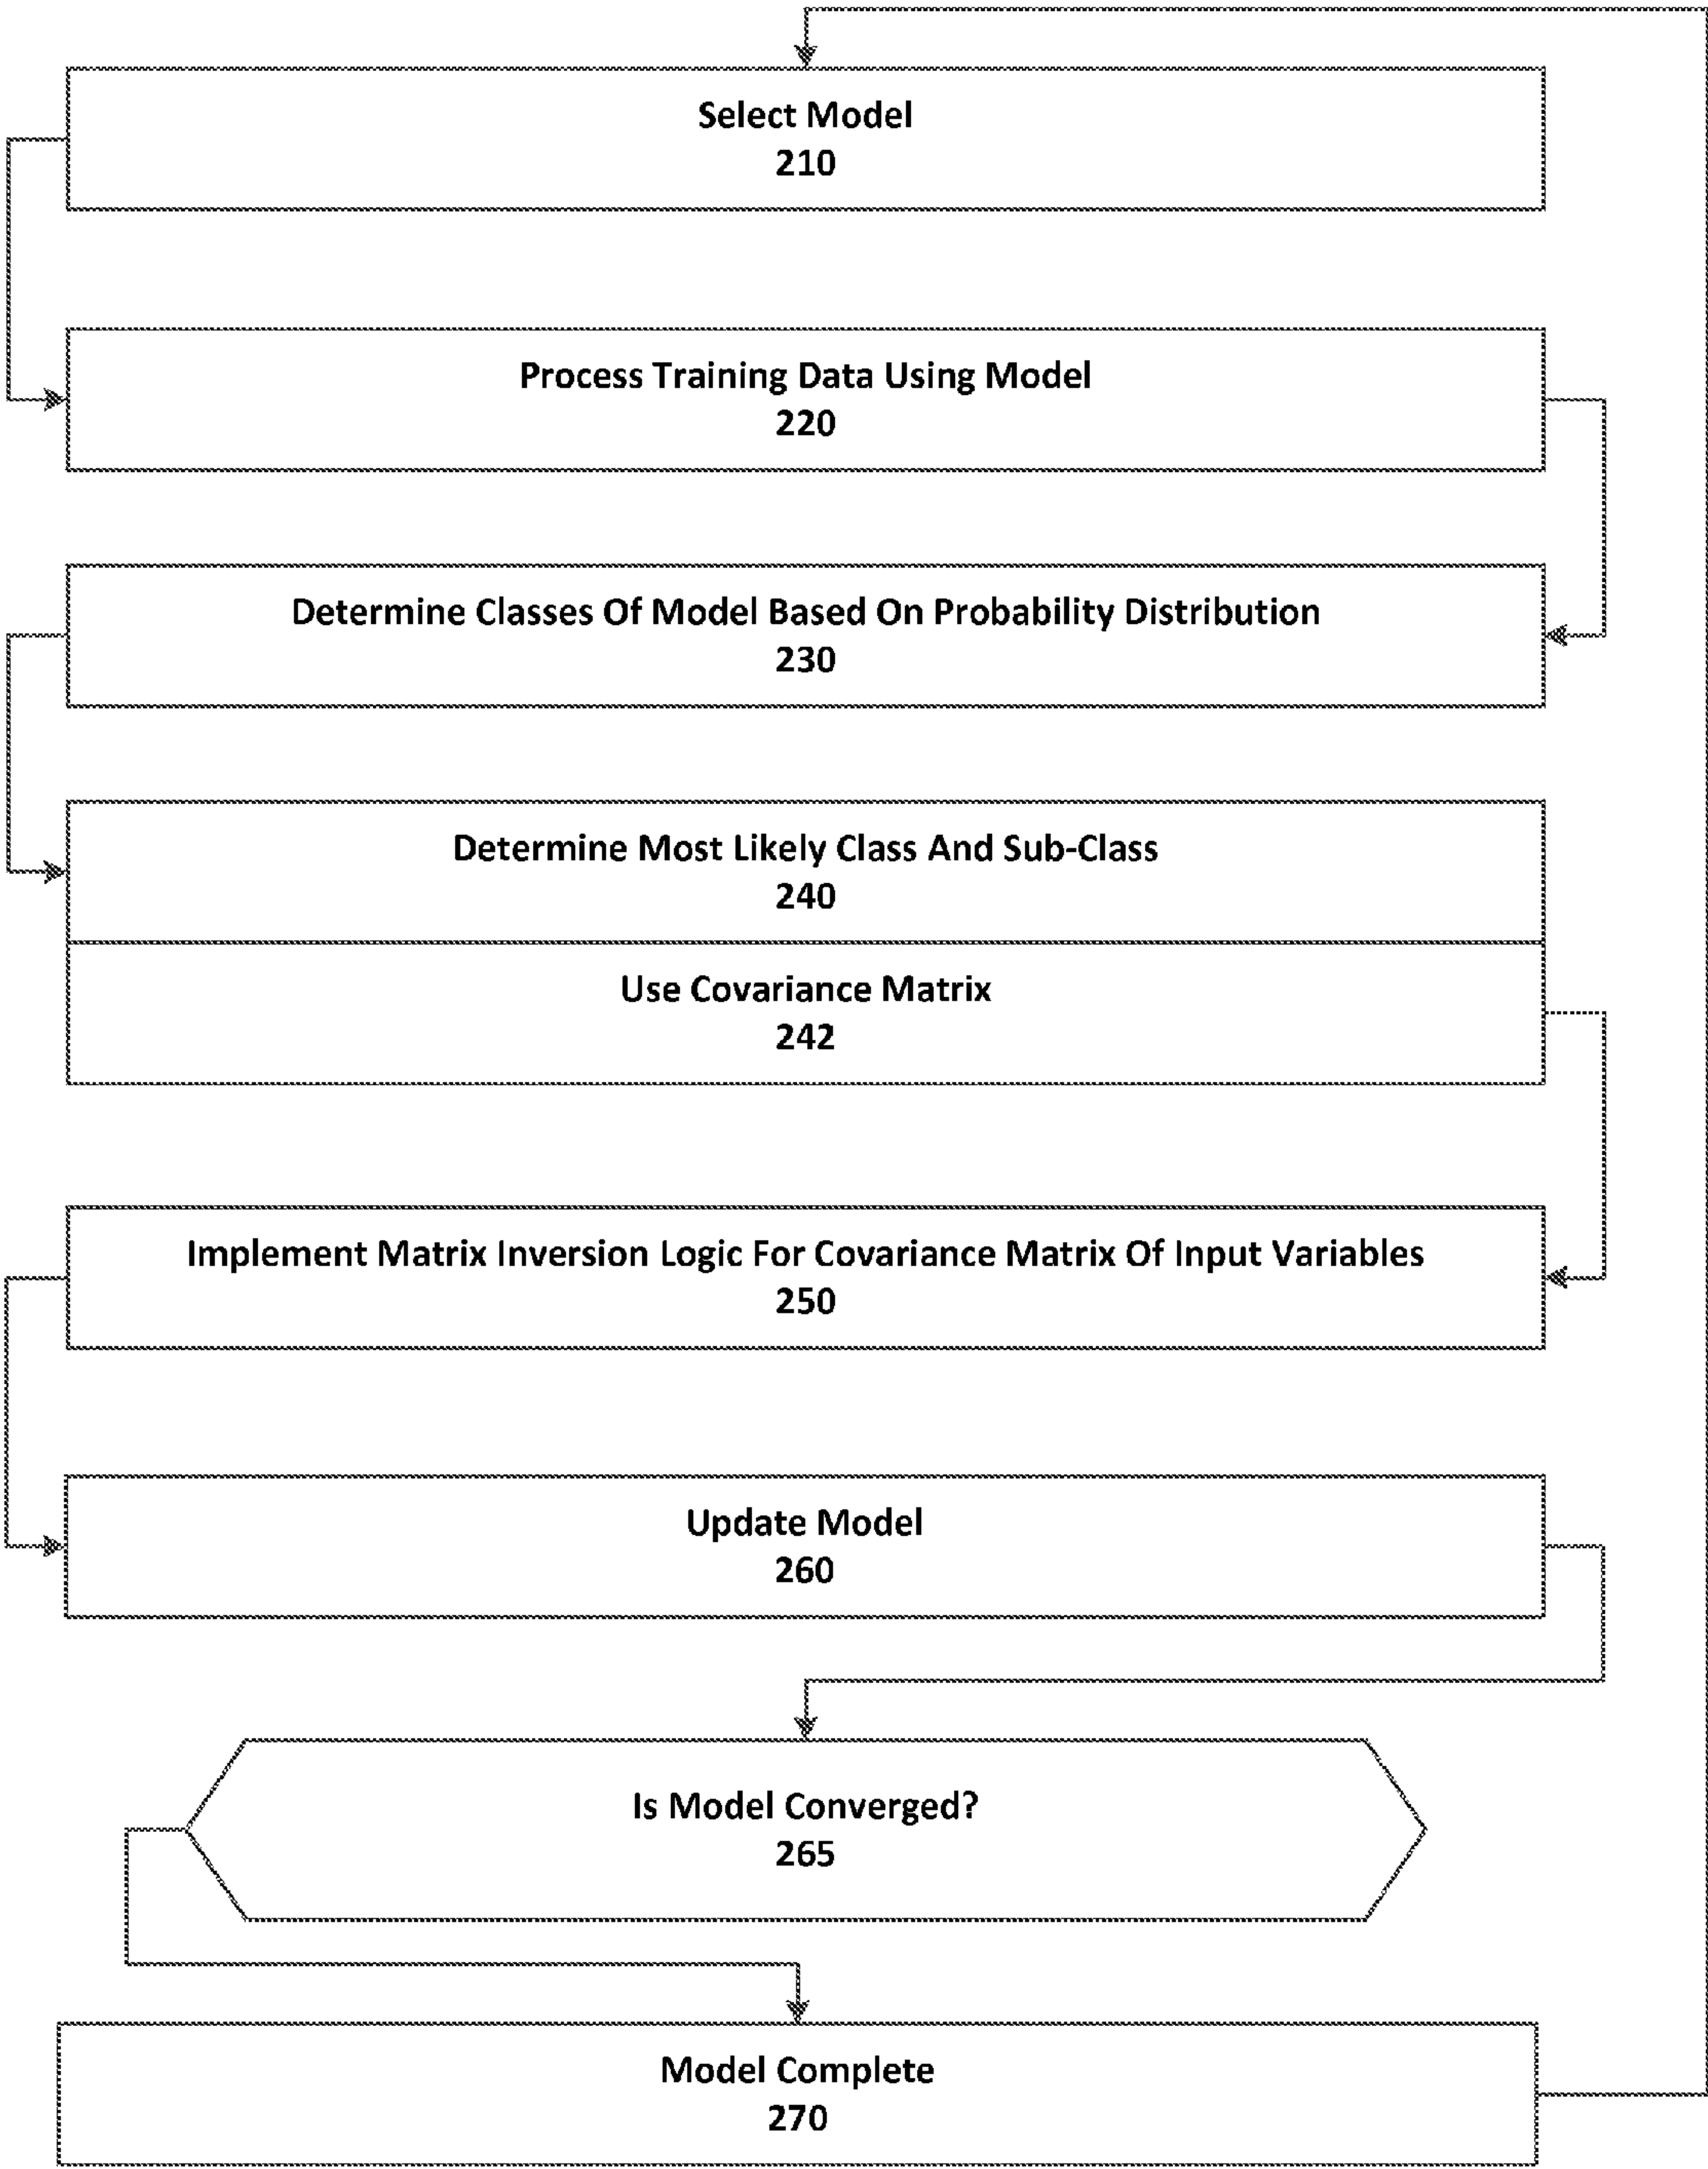 Select Model
210
Process Training Data Using Model
220
Determine Classes Of Model Based On Probability Distribution
230
Determine Most Likely Class And Sub-Class
240
Use Covariance Matrix
242
Implement Matrix Inversion Logic For Covariance Matrix Of Input Variables
250
Update Model
260
Is Model Converged?
265
Model Complete
270